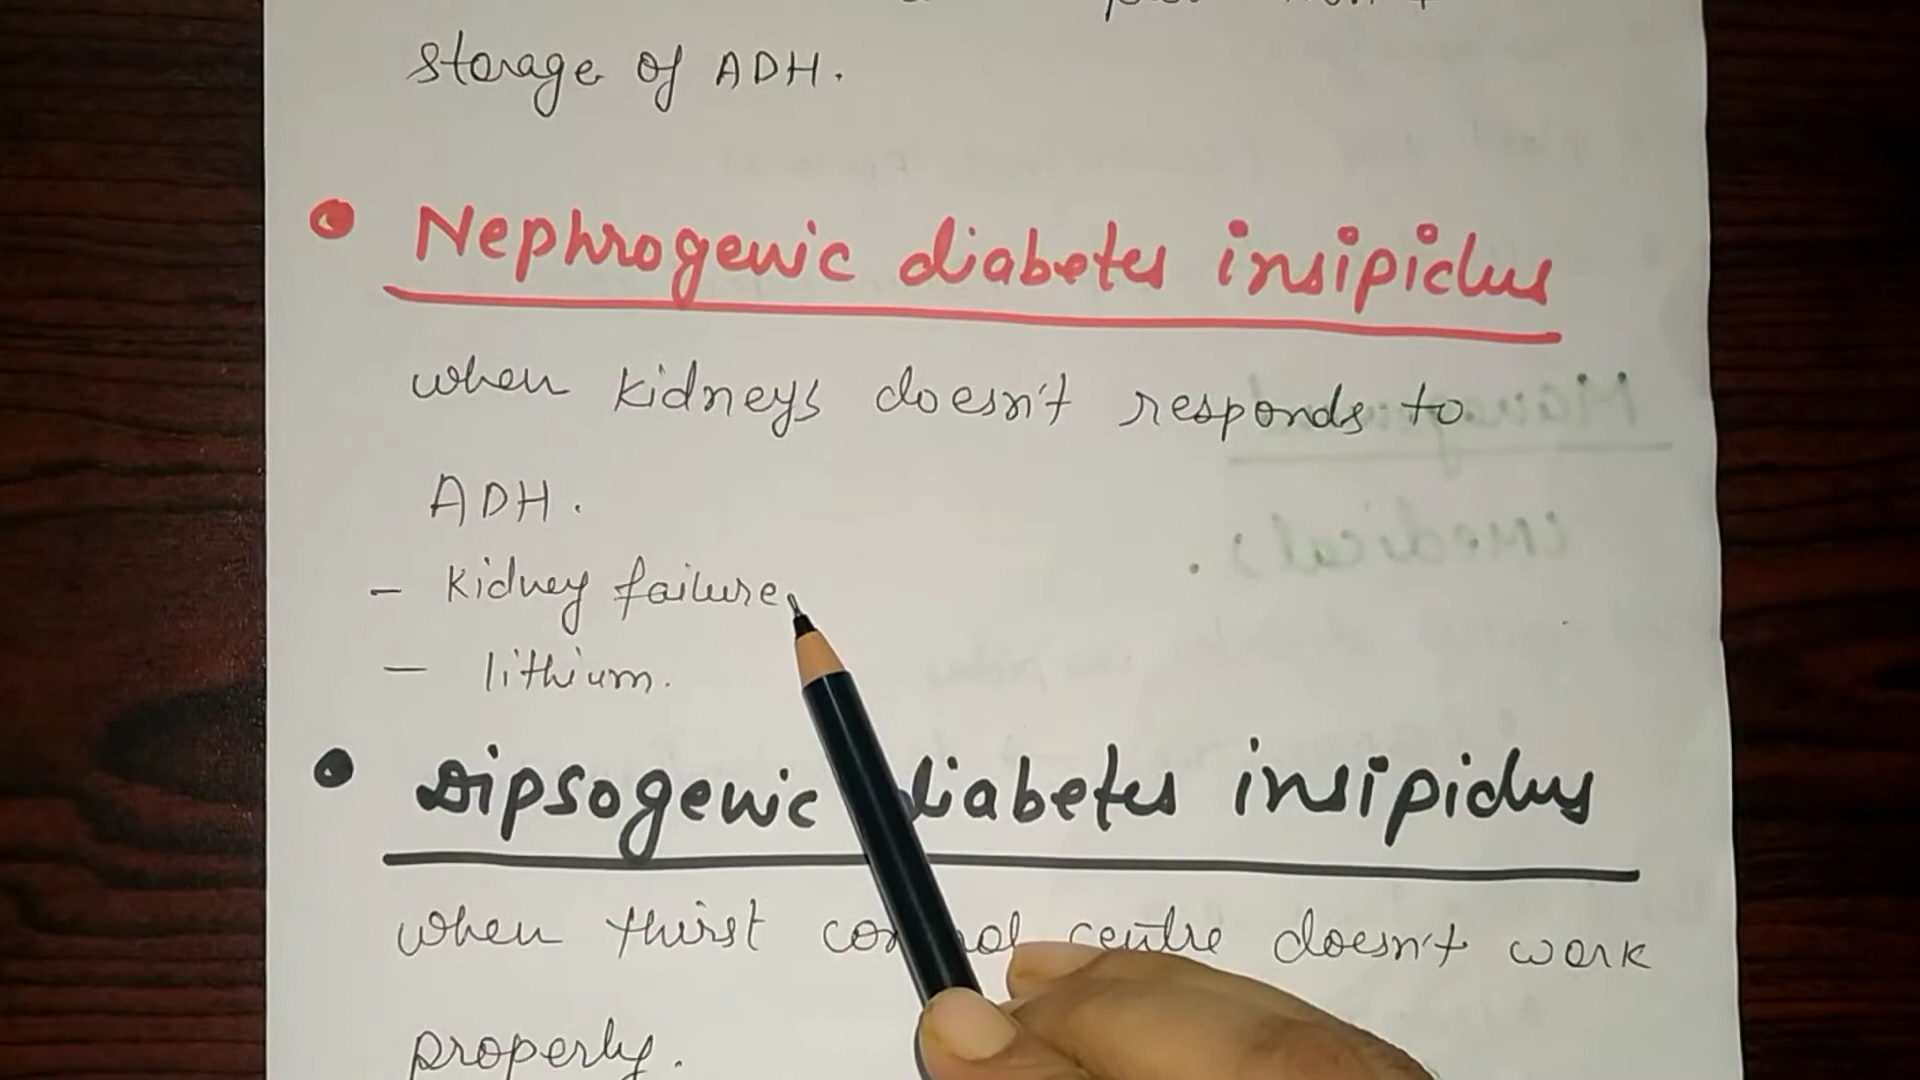 storage of ADH.
• Nephrogenic diabetes insipidus
when kidneys doesn't responds to
ADH.
- Kidney failure
- lithium.
• Dipsogenic diabetes insipidus
when thirst control centre doesn't work
properly.